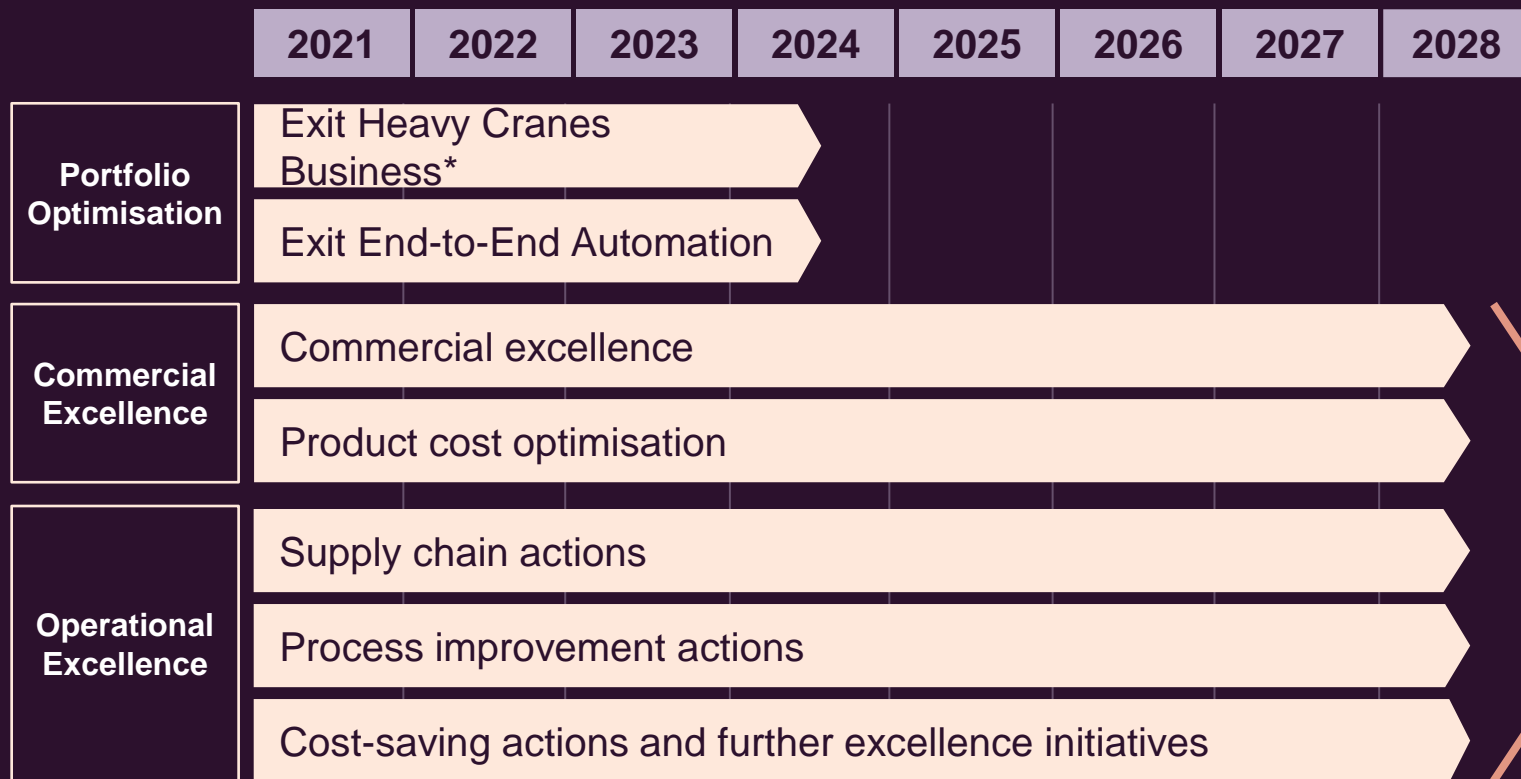 2021 2022 2023 2024 2025 2026 2027 2028
Portfolio
Optimisation
Exit Heavy Cranes
Business*
Exit End-to-End Automation
Commercial
Excellence
Commercial excellence
Product cost optimisation
Operational
Excellence
Supply chain actions
Process improvement actions
Cost-saving actions and further excellence initiatives